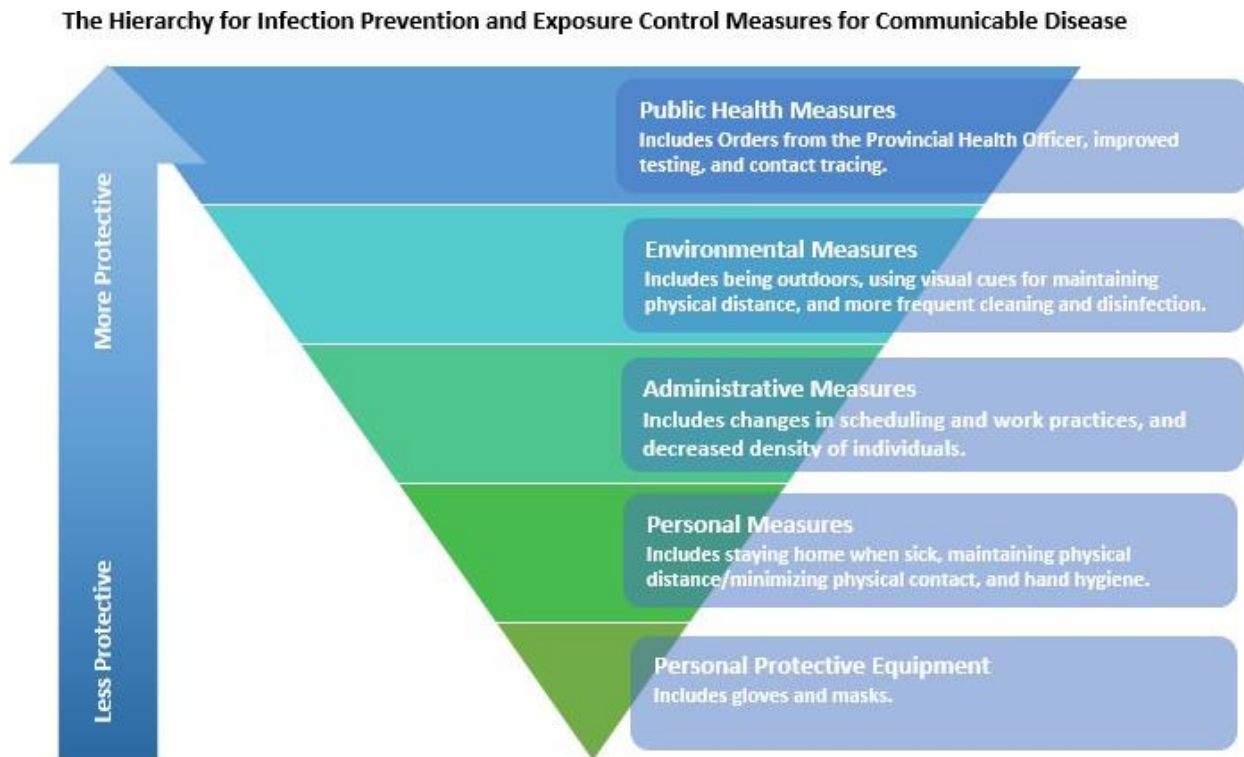 The Hierarchy for Infection Prevention and Exposure Control Measures for Communicable Disease
More Protective
Less Protective
Public Health Measures
Includes Orders from the Provincial Health Officer, improved
testing, and contact tracing.
Environmental Measures
Includes being outdoors, using visual cues for maintaining
physical distance, and more frequent cleaning and disinfection.
Administrative Measures
Includes changes in scheduling and work practices, and
decreased density of individuals.
Personal Measures
Includes staying home when sick, maintaining physical
distance/minimizing physical contact, and hand hygiene.
Personal Protective Equipment
Includes gloves and masks.